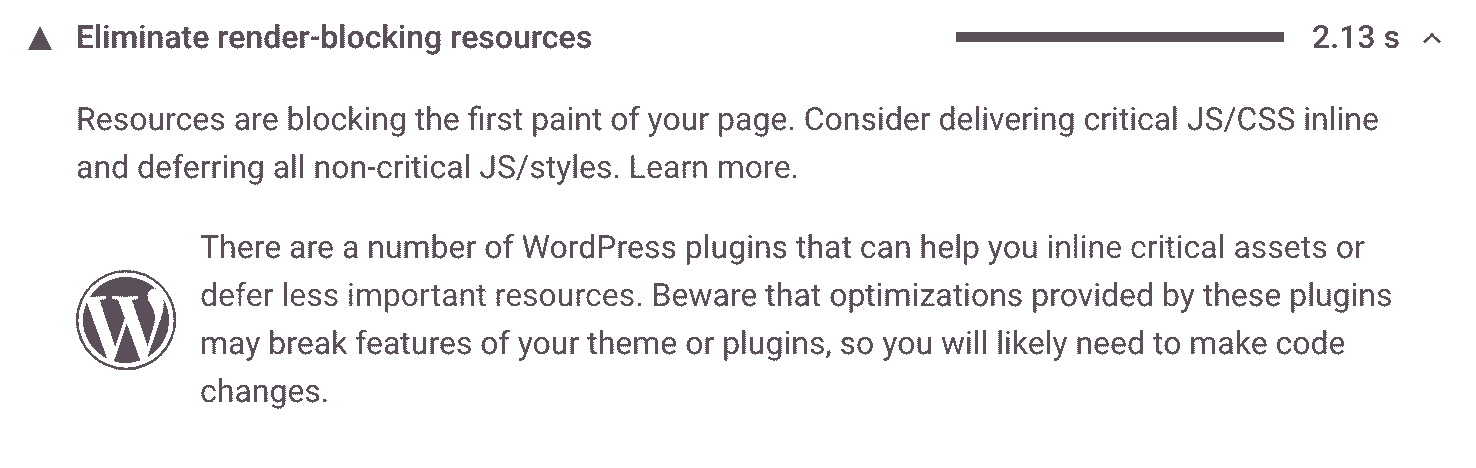 Eliminate render-blocking resources 2.13 s
Resources are blocking the first paint of your page. Consider delivering critical JS/CSS inline
and deferring all non-critical JS/styles. Learn more.
There are a number of WordPress plugins that can help you inline critical assets or
defer less important resources. Beware that optimizations provided by these plugins
may break features of your theme or plugins, so you will likely need to make code
changes.